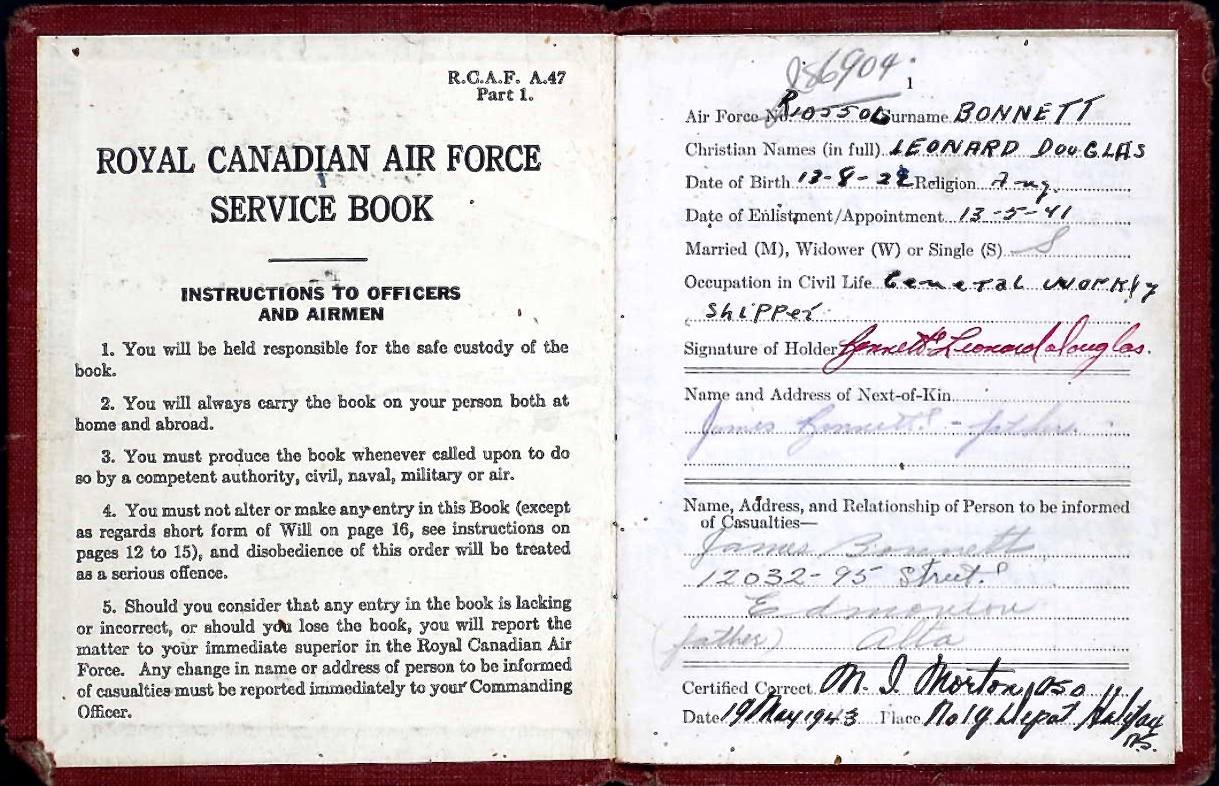 R.C.A.F. A.47
Part 1.
ROYAL CANADIAN AIR FORCE
SERVICE BOOK
INSTRUCTIONS TO OFFICERS
AND AIRMEN
1. You will be held responsible for the safe custody of the
book.
2. You will always carry the book on your person both at
home and abroad.
3. You must produce the book whenever called upon to do
so by a competent authority, civil, naval, military or air.
4. You must not alter or make any entry in this Book (except
as regards short form of Will on page 16, see instructions on
pages 12 to 15), and disobedience of this order will be treated
as a serious offence.
5. Should you consider that any entry in the book is lacking
or incorrect, or should you lose the book, you will report the
matter to your immediate superior in the Royal Canadian Air
Force. Any change in name or address of person to be informed
of casualties must be reported immediately to your Commanding
Officer.
J86904
1
Air Force No. R105506 Surname BONNETT
Christian Names (in full) LEONARD DOUGLAS
Date of Birth 13-8-22 Religion Ang.
Date of Enlistment/Appointment 13-5-41
Married (M), Widower (W) or Single (S) S
Occupation in Civil Life General work/y
Shipper
Signature of Holder Bonnett Leonard Douglas.
Name and Address of Next-of-Kin
James Bonnett - father
Name, Address, and Relationship of Person to be informed
of Casualties—
James Bonnett
12032-95 Street
Edmonton
(father) Alta
Certified Correct M. I. Morton
Date 19 May 1943 Place No 1 Y Depot Halifax
N.S.